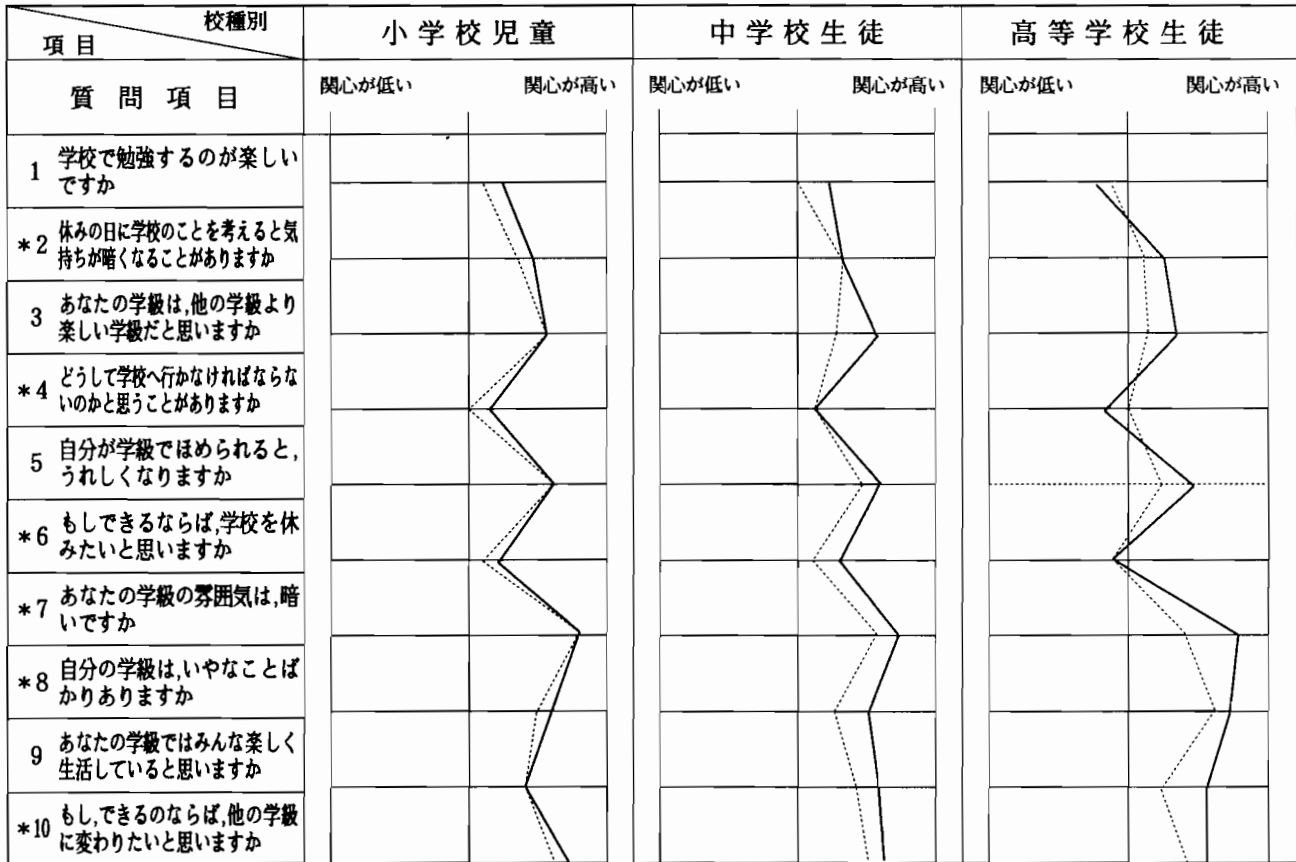 校種別
項目
小学校児童
中学校生徒
高等学校生徒
質問項目
関心が低い 関心が高い
関心が低い 関心が高い
関心が低い 関心が高い
1 学校で勉強するのが楽しい
ですか
*2 休みの日に学校のことを考えると気
持ちが暗くなることがありますか
3 あなたの学級は,他の学級より
楽しい学級だと思いますか
*4 どうして学校へ行かなければならな
いのかと思うことがありますか
5 自分が学級でほめられると,
うれしくなりますか
*6 もしできるならば,学校を休
みたいと思いますか
*7 あなたの学級の雰囲気は,暗
いですか
*8 自分の学級は,いやなことば
かりありますか
9 あなたの学級ではみんな楽しく
生活していると思いますか
*10 もし,できるのならば,他の学級
に変わりたいと思いますか